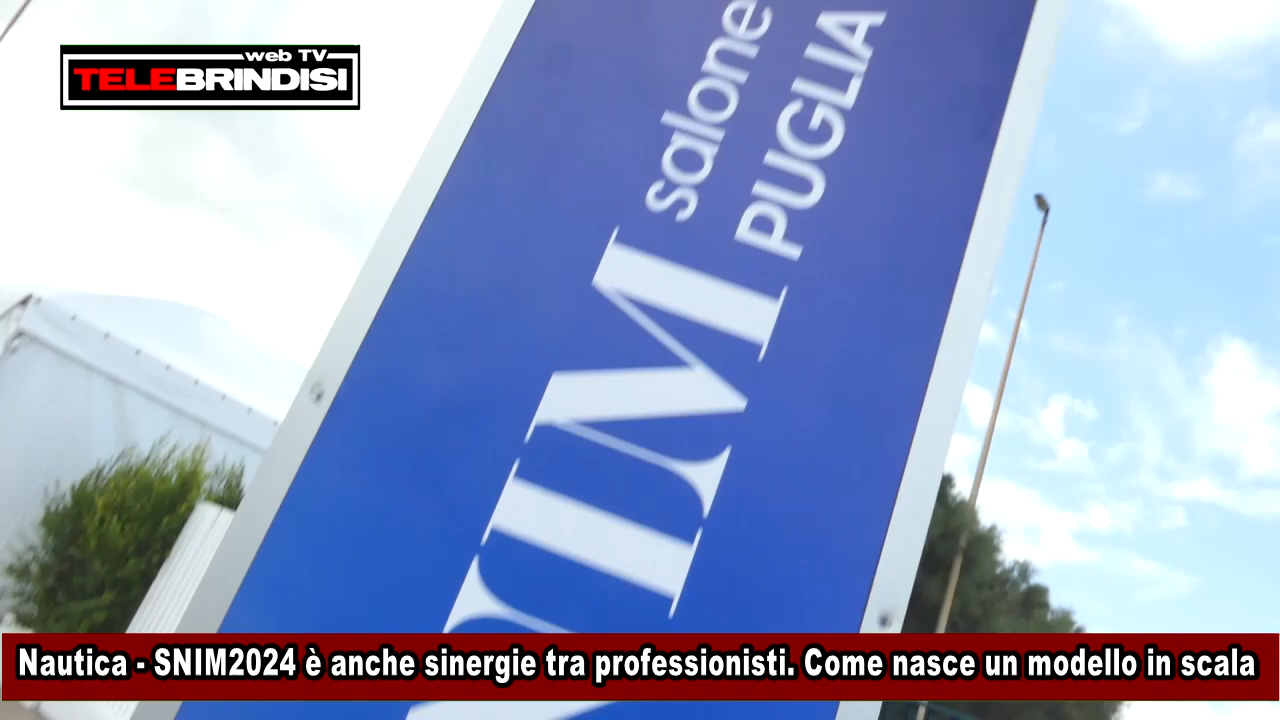 web TV
TELEBRINDISI
salone
PUGLIA
NIM
Nautica - SNIM2024 è anche sinergie tra professionisti. Come nasce un modello in scala